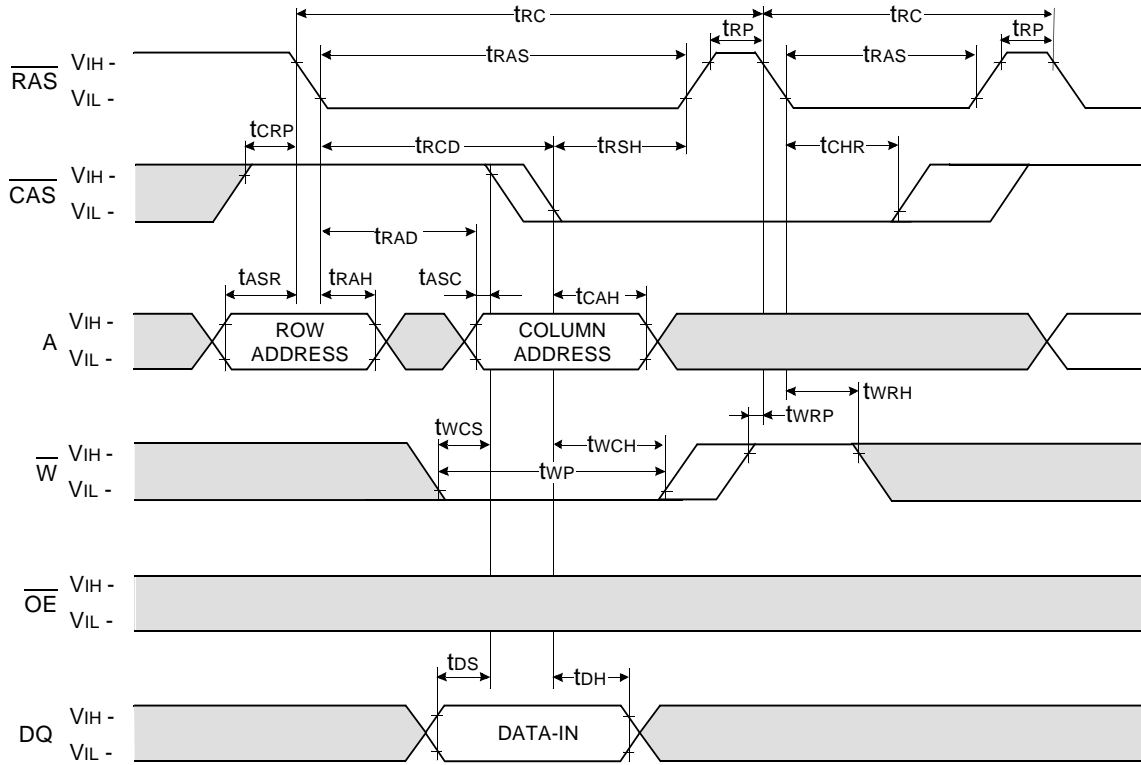 tRC tRC
tRP tRP
RAS VIH - tRAS tRAS
VIL -
tCRP tRCD tRSH tCHR
CAS VIH -
VIL -
tRAD
tASR tRAH tASC tCAH
A VIH - ROW ADDRESS COLUMN ADDRESS
VIL -
tWRH
tWRP
tWCS tWCH
W VIH - tWP
VIL -
OE VIH -
VIL -
tDS tDH
DQ VIH - DATA-IN
VIL -